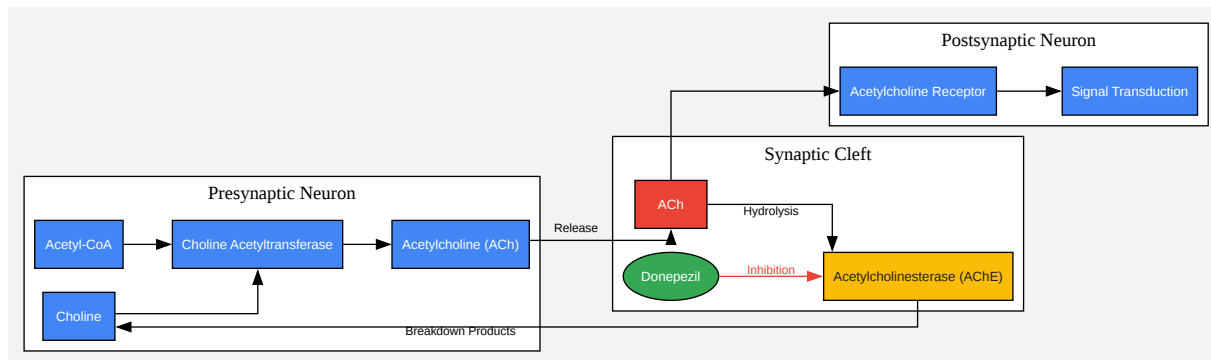 Postsynaptic Neuron
Acetylcholine Receptor
Signal Transduction
Synaptic Cleft
ACh
Hydrolysis
Donepezil
Inhibition
Acetylcholinesterase (AChE)
Presynaptic Neuron
Acetyl-CoA
Choline Acetyltransferase
Acetylcholine (ACh)
Release
Choline
Breakdown Products